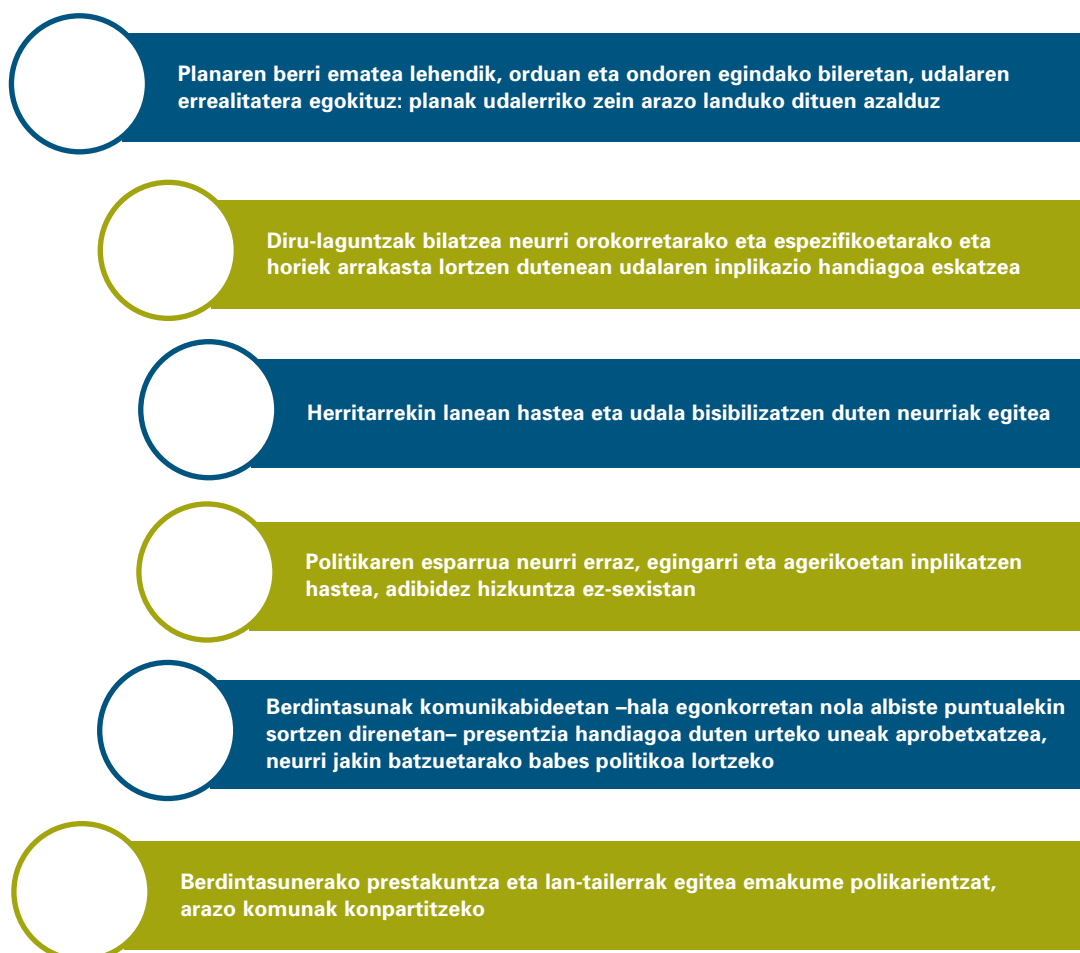 Planaren berri ematea lehendik, orduan eta ondoren egindako bileretan, udalaren
errealitatera egokituz: planak udalerriko zein arazo landuko dituen azalduz
Diru-laguntzak bilatzea neurri orokorretarako eta espezifikoetarako eta
horiek arrakasta lortzen dutenean udalaren inplikazio handiagoa eskatzea
Herritarrekin lanean hastea eta udala bisibilizatzen duten neurriak egitea
Politikaren esparrua neurri erraz, egingarri eta agerikoetan inplikatzen
hastea, adibidez hizkuntza ez-sexistan
Berdintasunak komunikabideetan –hala egonkorretan nola albiste puntualekin
sortzen direnetan– presentzia handiagoa duten urteko uneak aprobetxatzea,
neurri jakin batzuetarako babes politikoa lortzeko
Berdintasunerako prestakuntza eta lan-tailerrak egitea emakume polikarientzat,
arazo komunak konpartitzeko